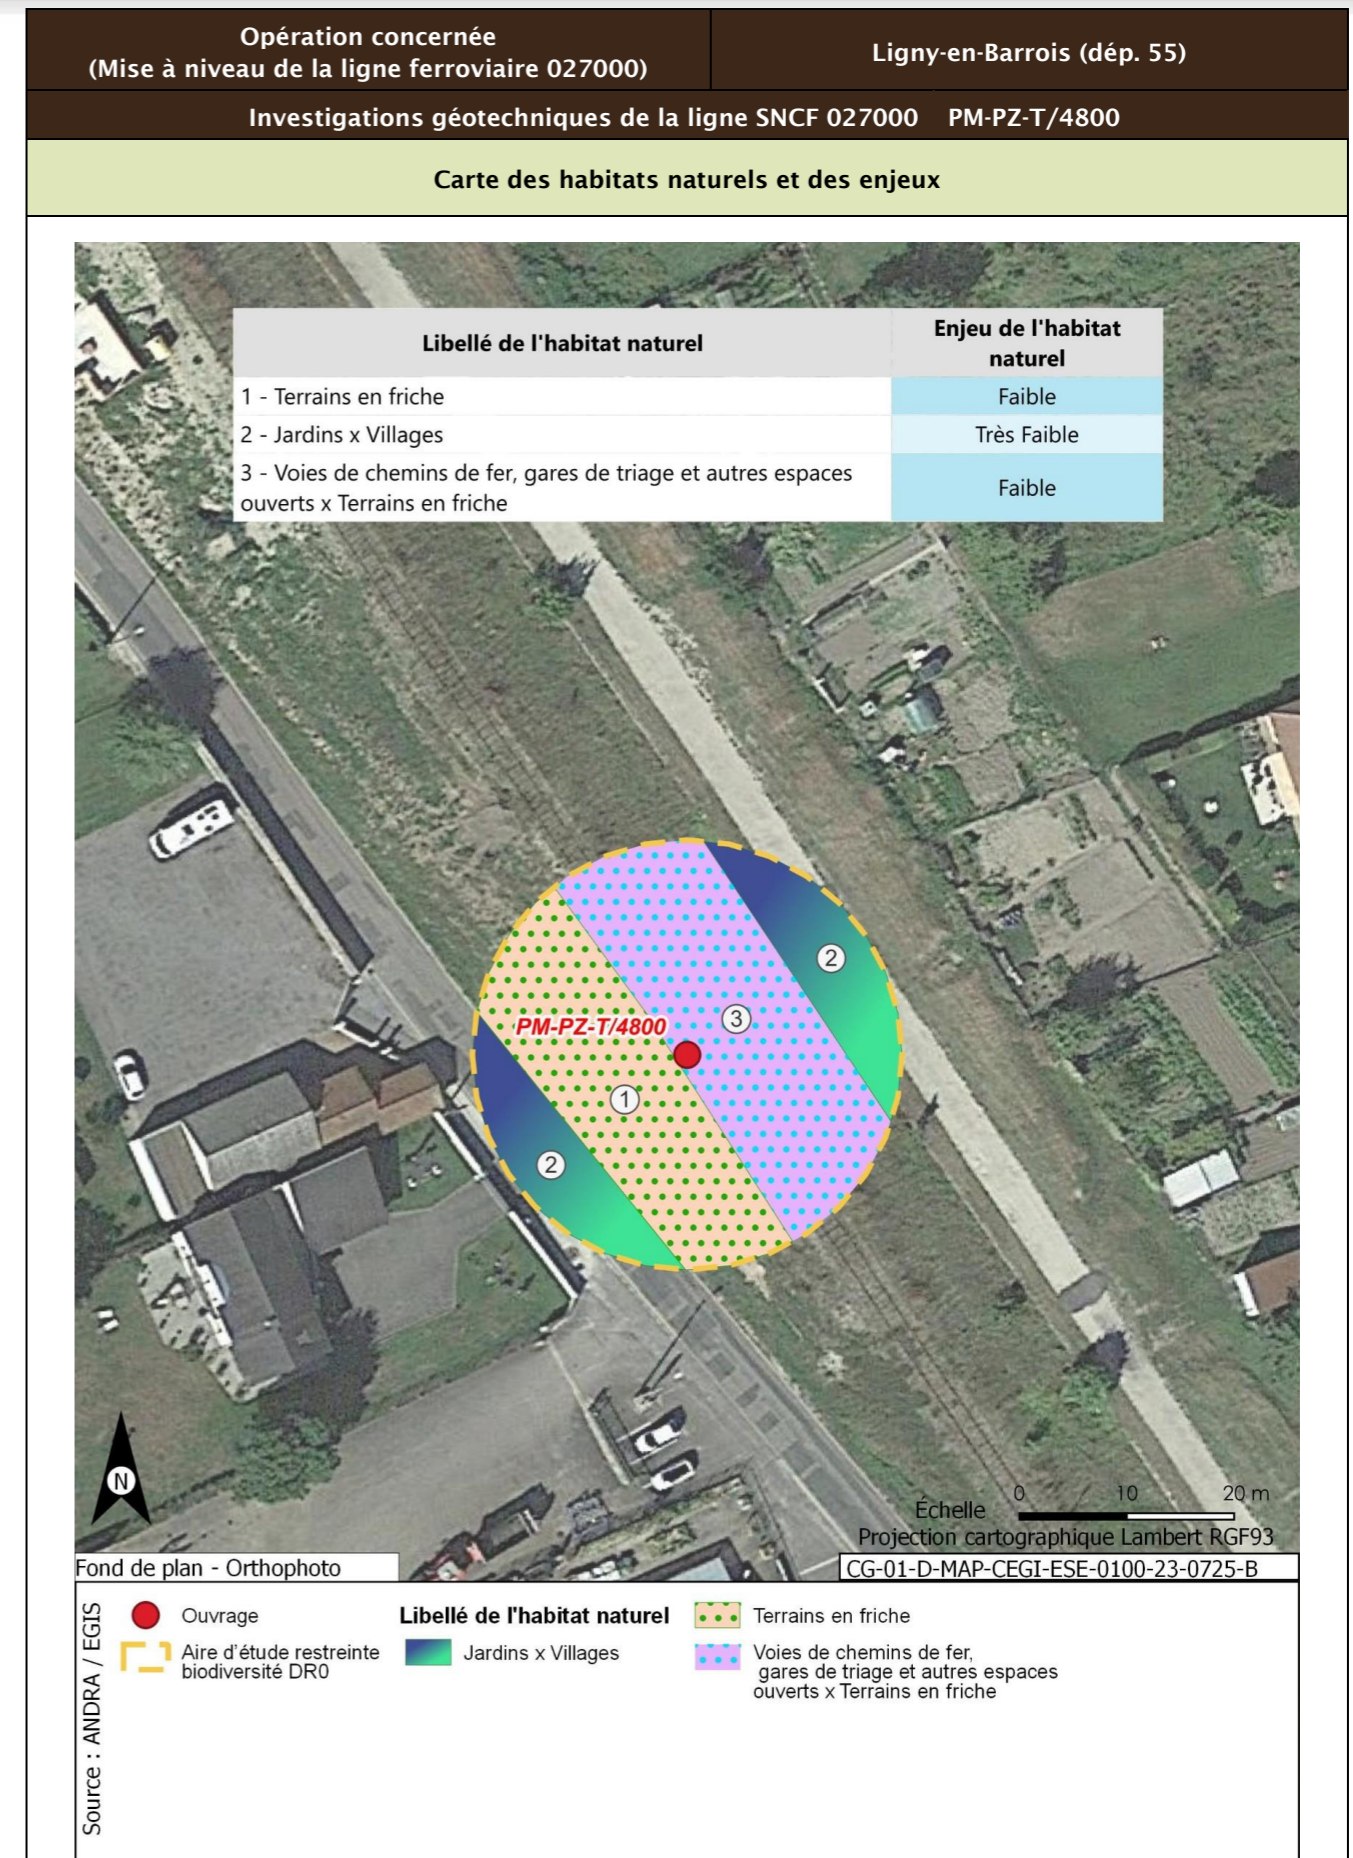 Opération concernée
(Mise à niveau de la ligne ferroviaire 027000)
Ligny-en-Barrois (dép. 55)
Investigations géotechniques de la ligne SNCF 027000 PM-PZ-T/4800
Carte des habitats naturels et des enjeux
Libellé de l'habitat naturel
Enjeu de l'habitat
naturel
1 - Terrains en friche
Faible
2 - Jardins x Villages
Très Faible
3 - Voies de chemins de fer, gares de triage et autres espaces
ouverts x Terrains en friche
Faible
2
3
PM-PZ-T/4800
1
2
N
0 10 20 m
Échelle
Projection cartographique Lambert RGF93
Fond de plan - Orthophoto
CG-01-D-MAP-CEGI-ESE-0100-23-0725-B
Source : ANDRA / EGIS
Ouvrage
Aire d'étude restreinte
biodiversité DR0
Libellé de l'habitat naturel
Jardins x Villages
Terrains en friche
Voies de chemins de fer,
gares de triage et autres espaces
ouverts x Terrains en friche